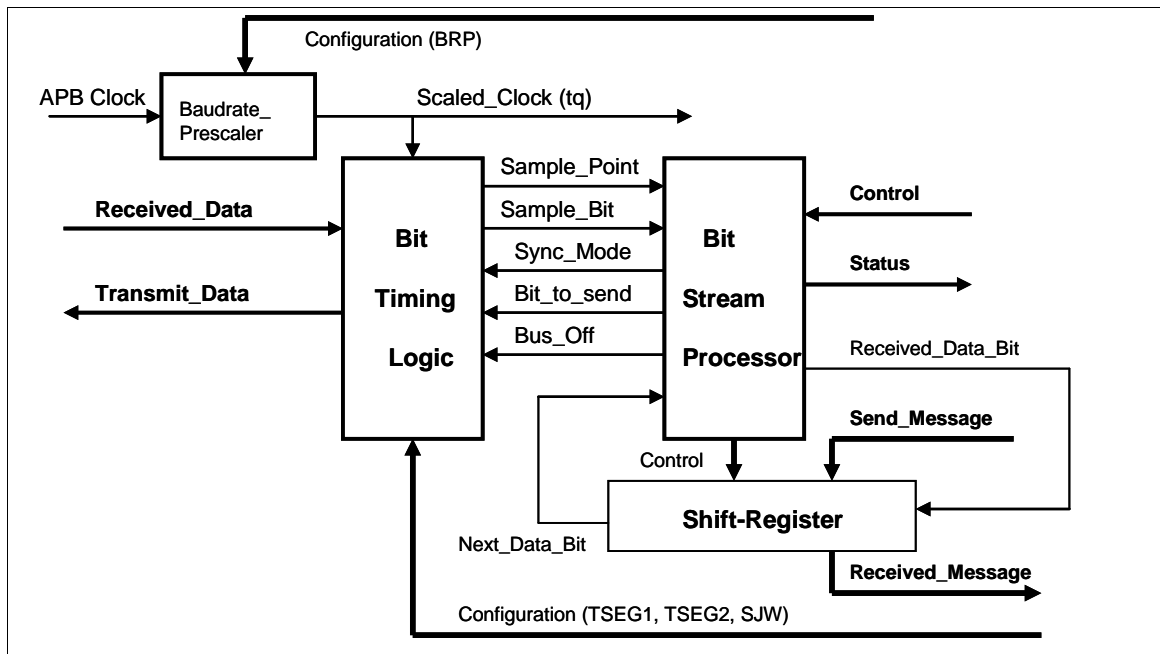 Configuration (BRP)
APB Clock
Baudrate_
Prescaler
Scaled_Clock (tq)
Received_Data
Transmit_Data
Bit
Timing
Logic
Sample_Point
Sample_Bit
Sync_Mode
Bit_to_send
Bus_Off
Bit
Stream
Processor
Control
Status
Received_Data_Bit
Send_Message
Control
Shift-Register
Next_Data_Bit
Received_Message
Configuration (TSEG1, TSEG2, SJW)